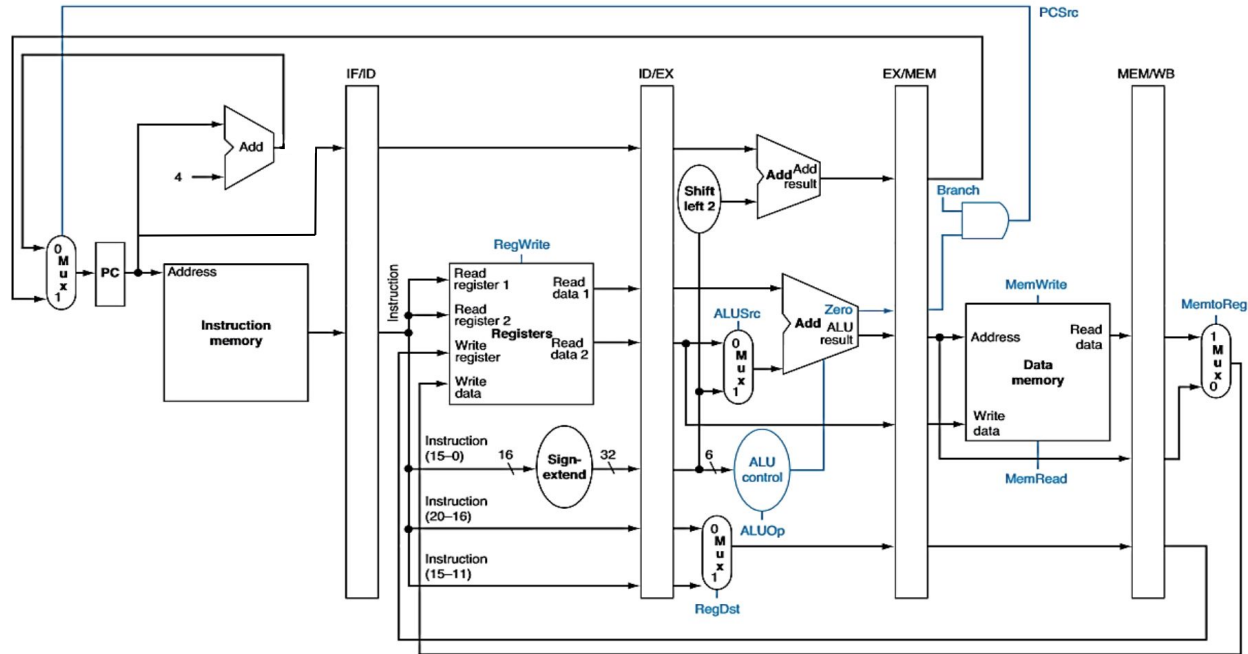 PCSrc
IF/ID
ID/EX
EX/MEM
MEM/WB
Add
4
Shift
left 2
Add
Add
result
Branch
0
M
u
x
1
PC
Address
Instruction
memory
Instruction
RegWrite
Read
register 1
Read
register 2
Registers
Write
register
Write
data
Read
data 1
Read
data 2
ALUSrc
0
M
u
x
1
Add
Zero
ALU
result
MemWrite
Address
Read
data
Data
memory
Write
data
MemRead
MemtoReg
1
M
u
x
0
Instruction
(15–0)
16
Sign-
extend
32
6
ALU
control
ALUOp
Instruction
(20–16)
Instruction
(15–11)
0
M
u
x
1
RegDst